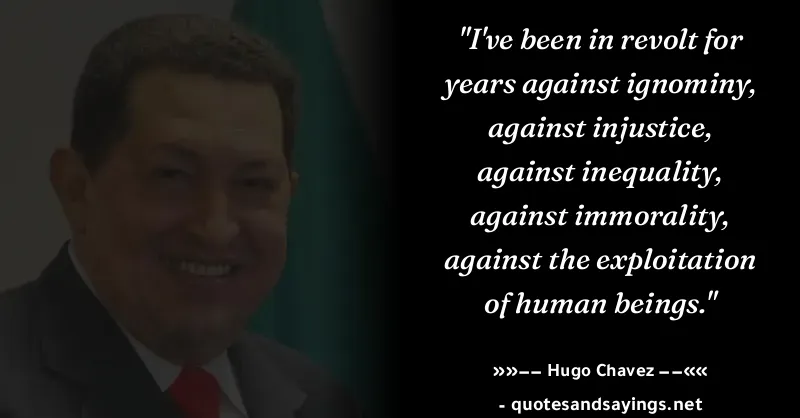 "I've been in revolt for
years against ignominy,
against injustice,
against inequality,
against immorality,
against the exploitation
of human beings."
»»–– Hugo Chavez ––««
- quotesandsayings.net